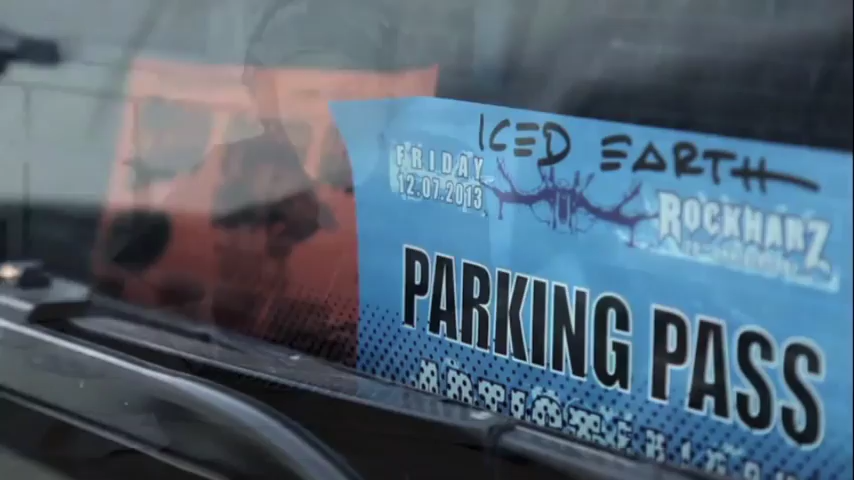 ICED EARTH
FRIDAY
12.07.2013
ROCKHARZ
PARKING PASS